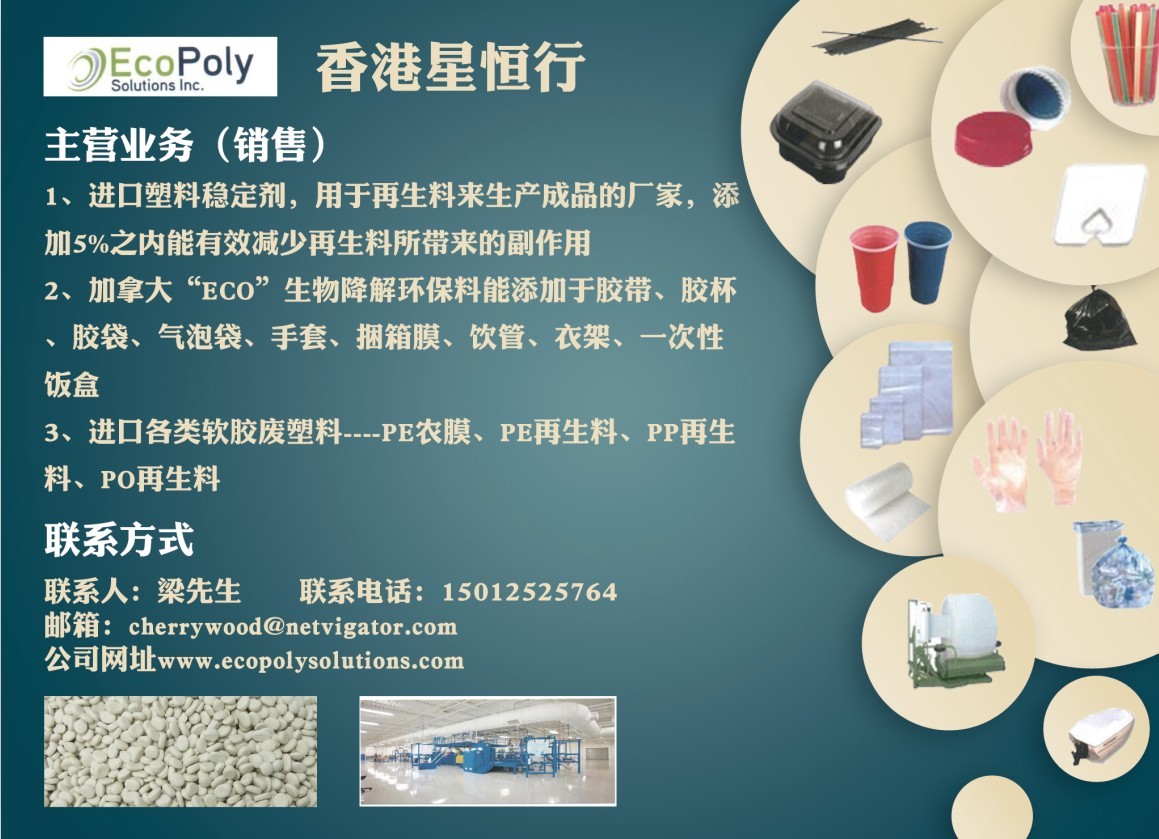 EcoPoly
Solutions Inc.
香港星恒行
主营业务（销售）
1、进口塑料稳定剂，用于再生料来生产成品的厂家，添
加5%之内能有效减少再生料所带来的副作用
2、加拿大“ECO”生物降解环保料能添加于胶带、胶杯
、胶袋、气泡袋、手套、捆箱膜、饮管、衣架、一次性
饭盒
3、进口各类软胶废塑料----PE农膜、PE再生料、PP再生
料、PO再生料
联系方式
联系人：梁先生 联系电话：15012525764
邮箱：cherrywood@netvigator.com
公司网址www.ecopolysolutions.com